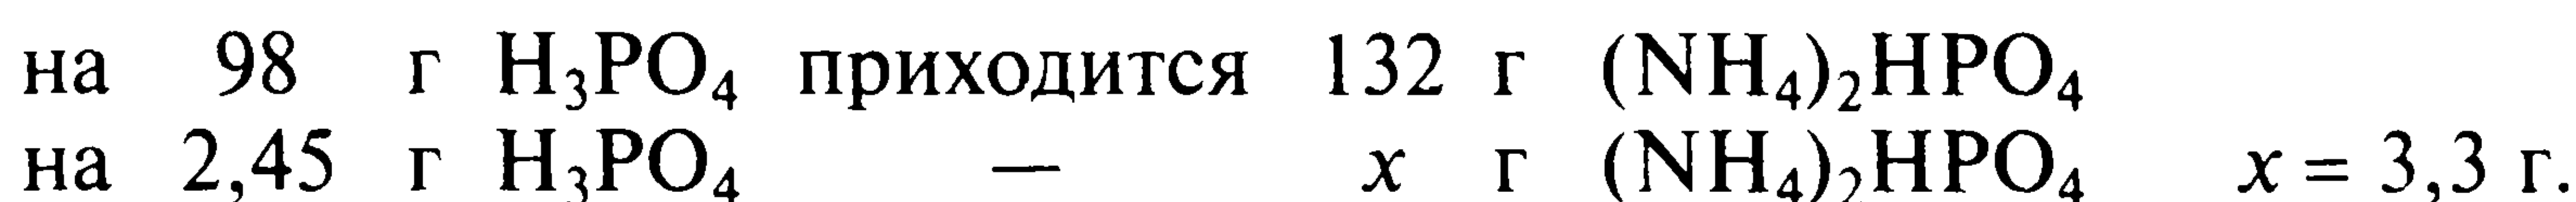 на 98 г H₃PO₄ приходится 132 г (NH₄)₂HPO₄
на 2,45 г H₃PO₄ — x г (NH₄)₂HPO₄ x = 3,3 г.